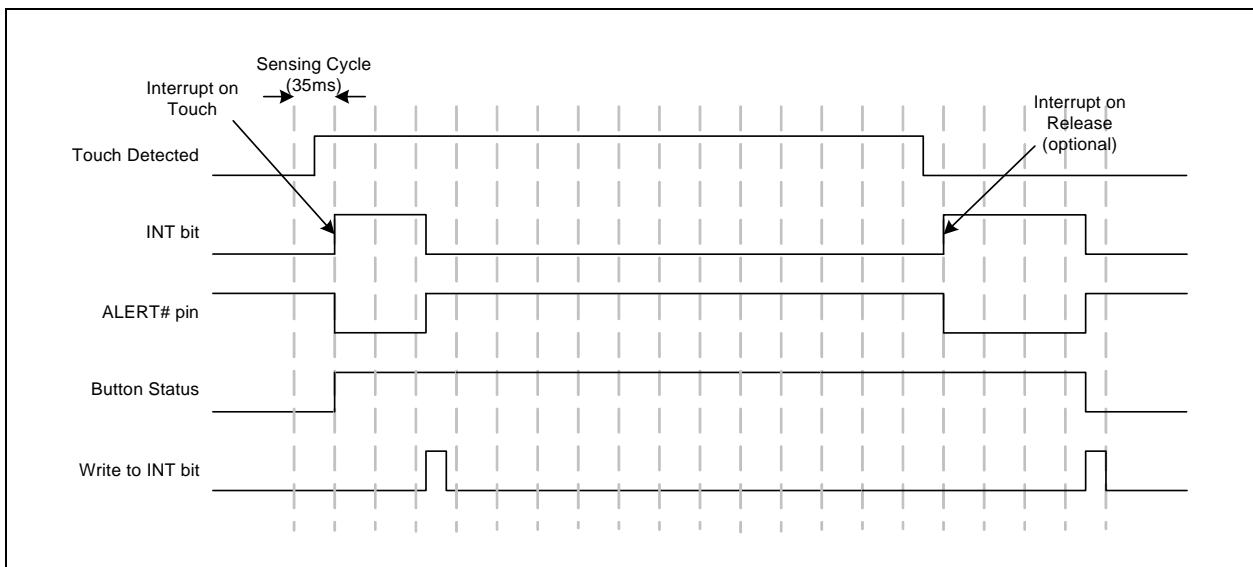 Sensing Cycle
(35ms)
Interrupt on
Touch
Interrupt on
Release
(optional)
Touch Detected
INT bit
ALERT# pin
Button Status
Write to INT bit